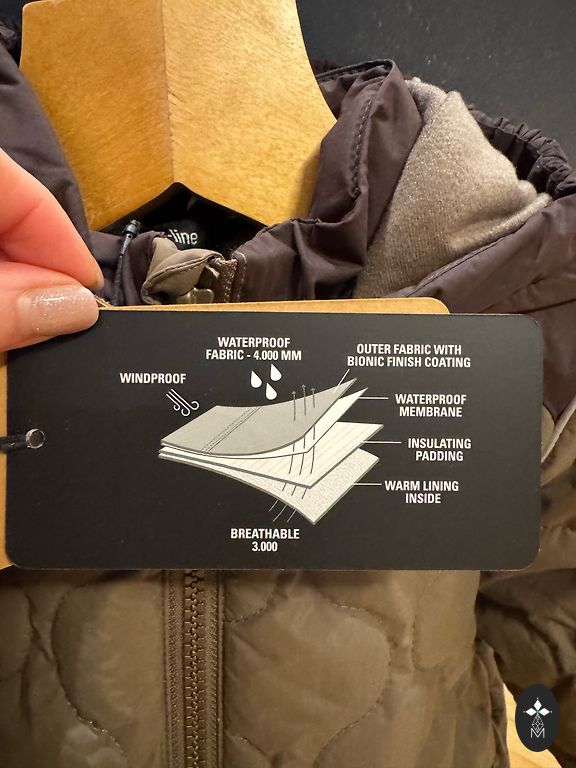 -line
WATERPROOF
FABRIC - 4.000 MM
OUTER FABRIC WITH
BIONIC FINISH COATING
WINDPROOF
WATERPROOF
MEMBRANE
INSULATING
PADDING
WARM LINING
INSIDE
BREATHABLE
3.000
M